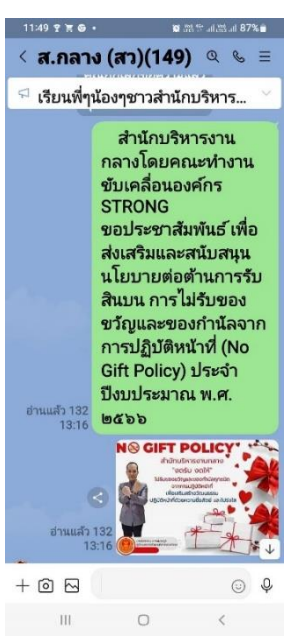 11:49
87%
ส.กลาง (สว)(149)
เรียนพี่ๆน้องๆชาวสำนักบริหาร...
สำนักบริหารงาน
กลางโดยคณะทำงาน
ขับเคลื่อนองค์กร
STRONG
ขอประชาสัมพันธ์ เพื่อ
ส่งเสริมและสนับสนุน
นโยบายต่อต้านการรับ
สินบน การไม่รับของ
ขวัญและของกำนัลจาก
การปฏิบัติหน้าที่ (No
Gift Policy) ประจำ
ปีงบประมาณ พ.ศ.
๒๕๖๖
อ่านแล้ว 132
13:16
NO GIFT POLICY
สำนักบริหารงานกลาง
"งดรับ งดให้"
อ่านแล้ว 132
13:16